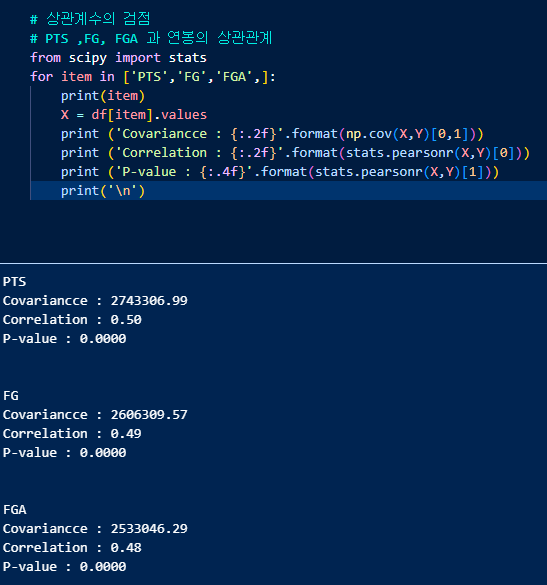 # 상관계수의 검점
# PTS ,FG, FGA 과 연봉의 상관관계
from scipy import stats
for item in ['PTS','FG','FGA',]:
    print(item)
    X = df[item].values
    print ('Covariancce : {:.2f}'.format(np.cov(X,Y)[0,1]))
    print ('Correlation : {:.2f}'.format(stats.pearsonr(X,Y)[0]))
    print ('P-value : {:.4f}'.format(stats.pearsonr(X,Y)[1]))
    print('\n')
PTS
Covariancce : 2743306.99
Correlation : 0.50
P-value : 0.0000
FG
Covariancce : 2606309.57
Correlation : 0.49
P-value : 0.0000
FGA
Covariancce : 2533046.29
Correlation : 0.48
P-value : 0.0000